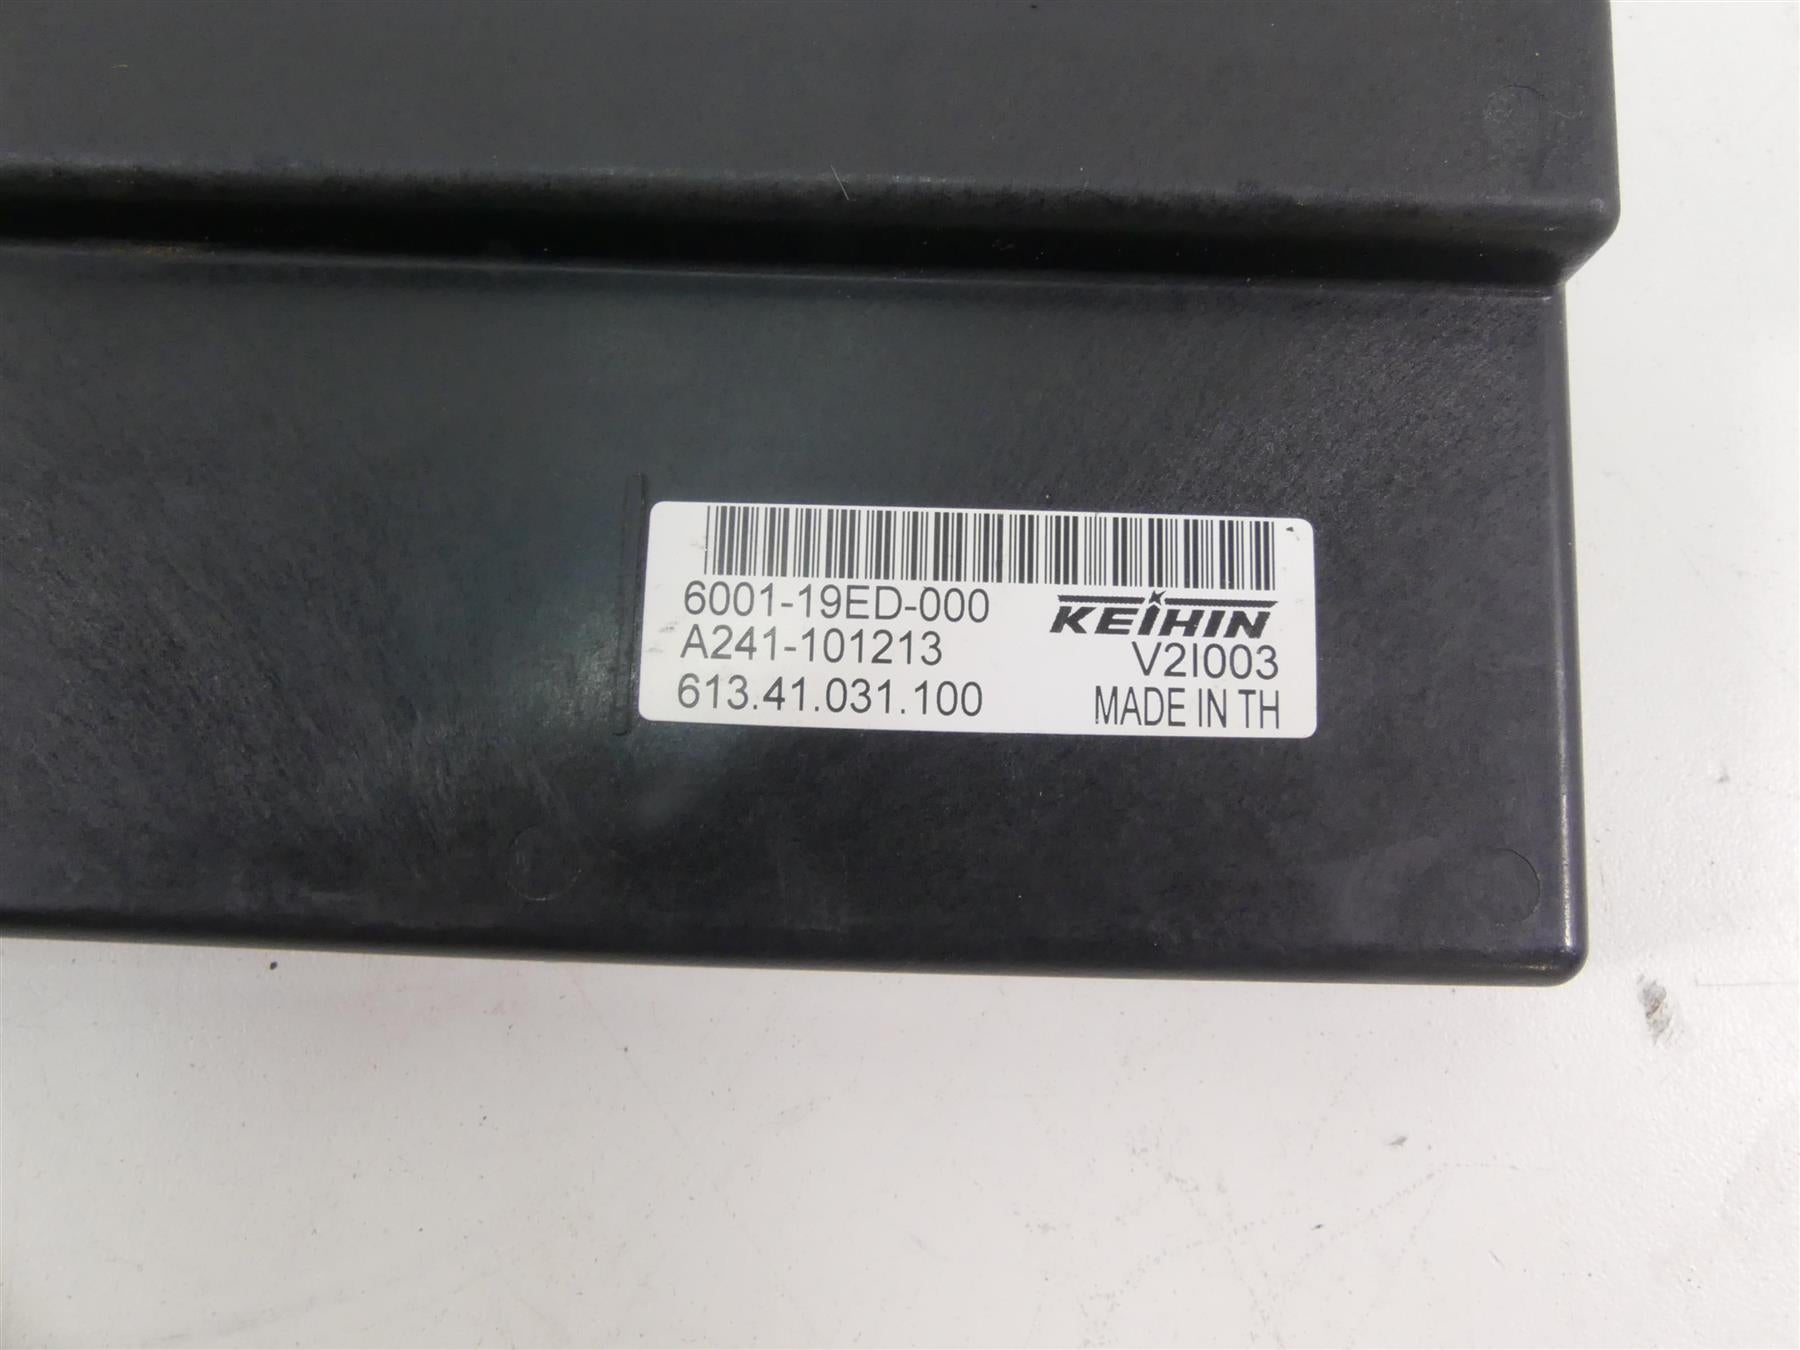 6001-19ED-000
KEIHIN
A241-101213
V2I003
613.41.031.100
MADE IN TH